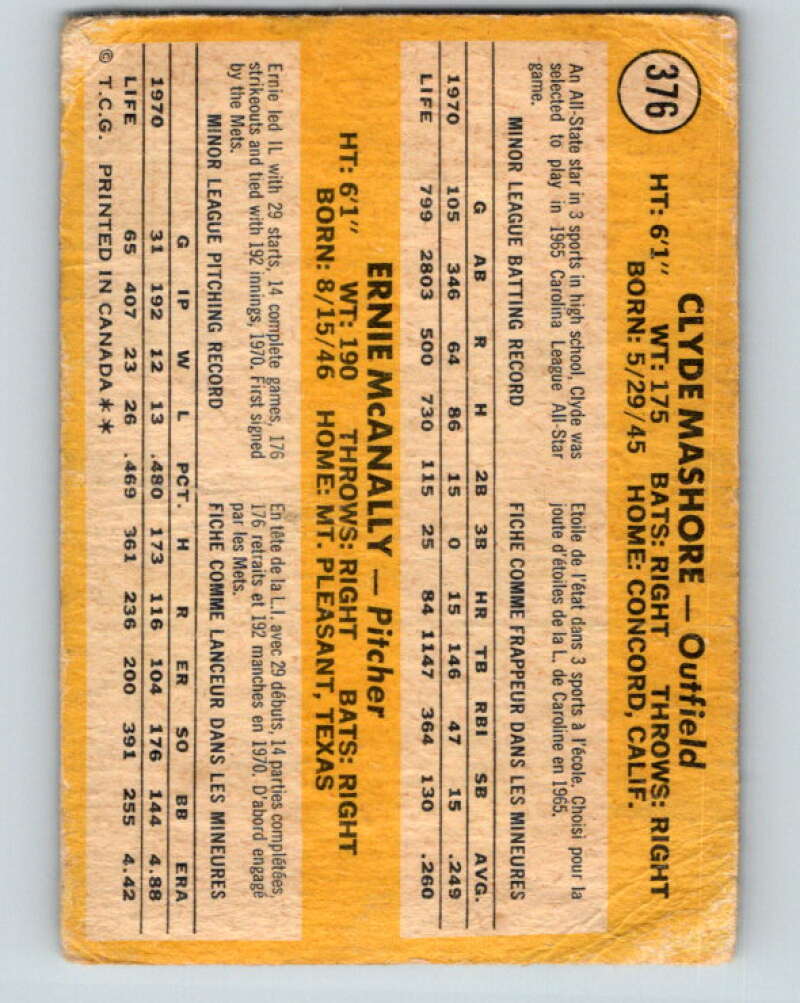 376
CLYDE MASHORE — Outfield
HT: 6'1" WT: 175 BATS: RIGHT THROWS: RIGHT
BORN: 5/29/45 HOME: CONCORD, CALIF.
An All-State star in 3 sports in high school, Clyde was
selected to play in 1965 Carolina League All-Star
game.
Etoile de l'état dans 3 sports à l'école. Choisi pour la
joute d'étoiles de la L. de Caroline en 1965.
MINOR LEAGUE BATTING RECORD FICHE COMME FRAPPEUR DANS LES MINEURES
G AB R H 2B 3B HR TB RBI SB AVG.
1970 105 346 64 86 15 0 15 146 47 15 .249
LIFE 799 2803 500 730 115 25 84 1147 364 130 .260
ERNIE McANALLY — Pitcher
HT: 6'1" WT: 190 THROWS: RIGHT BATS: RIGHT
BORN: 8/15/46 HOME: MT. PLEASANT, TEXAS
Ernie led IL with 29 starts, 14 complete games, 176
strikeouts and tied with 192 innings, 1970. First signed
by the Mets.
En tête de la L.I. avec 29 débuts, 14 parties complétées,
176 retraits et 192 manches en 1970. D'abord engagé
par les Mets.
MINOR LEAGUE PITCHING RECORD FICHE COMME LANCEUR DANS LES MINEURES
G IP W L PCT. H R ER SO BB ERA
1970 31 192 12 13 .480 173 116 104 176 144 4.88
LIFE 65 407 23 26 .469 361 236 200 391 255 4.42
© T.C.G. PRINTED IN CANADA**